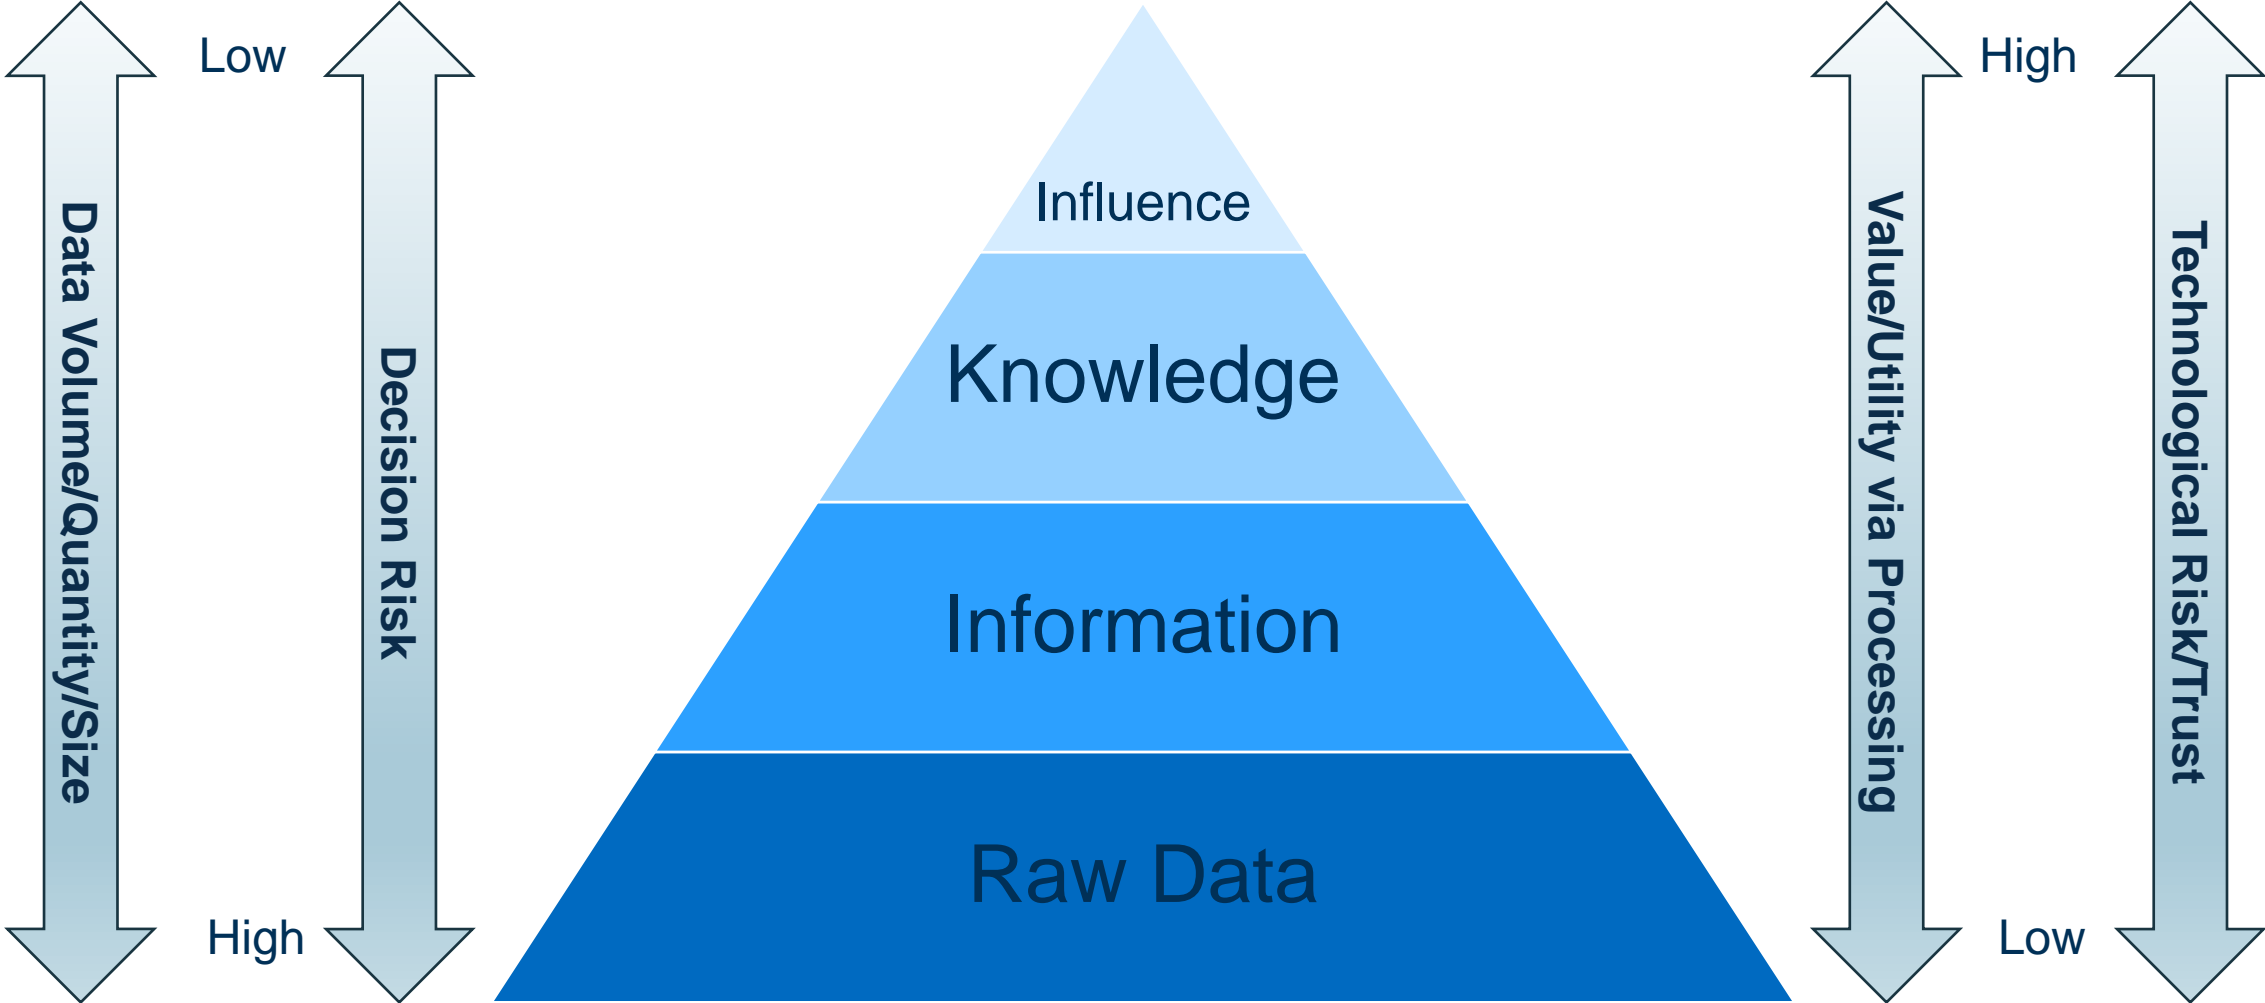 Low
High
Data Volume/Quantity/Size
Decision Risk
Influence
Knowledge
Information
Raw Data
High
Low
Value/Utility via Processing
Technological Risk/Trust